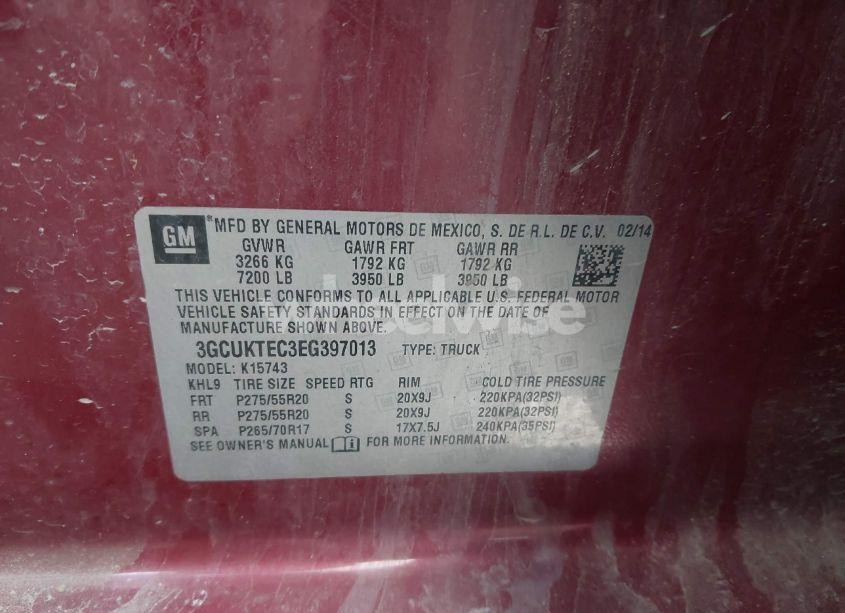 GM ®MFD BY GENERAL MOTORS DE MEXICO, S. DE R.L. DE C.V. 02/14
GVWR GAWR FRT GAWR RR
3266 KG 1792 KG 1792 KG
7200 LB 3950 LB 3950 LB
THIS VEHICLE CONFORMS TO ALL APPLICABLE U.S. FEDERAL MOTOR
VEHICLE SAFETY STANDARDS IN EFFECT ON THE DATE OF
MANUFACTURE SHOWN ABOVE.
3GCUKTEC3EG397013 TYPE: TRUCK
MODEL: K15743
KHL9 TIRE SIZE SPEED RTG RIM COLD TIRE PRESSURE
FRT P275/55R20 S 20X9J 220KPA(32PSI)
RR P275/55R20 S 20X9J 220KPA(32PSI)
SPA P265/70R17 S 17X7.5J 240KPA(35PSI)
SEE OWNER'S MANUAL FOR MORE INFORMATION.